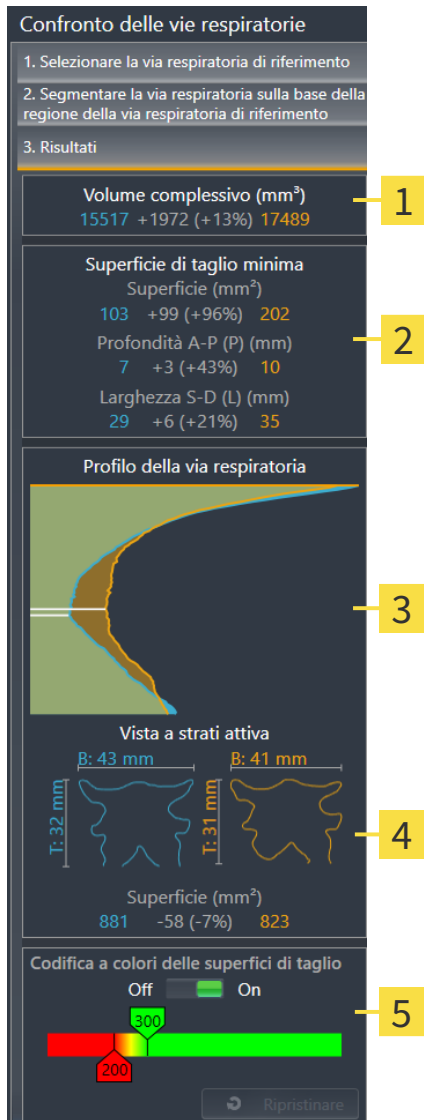 Confronto delle vie respiratorie
1. Selezionare la via respiratoria di riferimento
2. Segmentare la via respiratoria sulla base della
regione della via respiratoria di riferimento
3. Risultati
Volume complessivo (mm³)
15517 +1972 (+13%) 17489
1
Superficie di taglio minima
Superficie (mm²)
103 +99 (+96%) 202
Profondità A-P (P) (mm)
7 +3 (+43%) 10
2
Larghezza S-D (L) (mm)
29 +6 (+21%) 35
Profilo della via respiratoria
3
Vista a strati attiva
B: 43 mm B: 41 mm
T: 32 mm T: 31 mm
4
Superficie (mm²)
881 -58 (-7%) 823
Codifica a colori delle superfici di taglio
Off On
5
300
200
Ripristinare